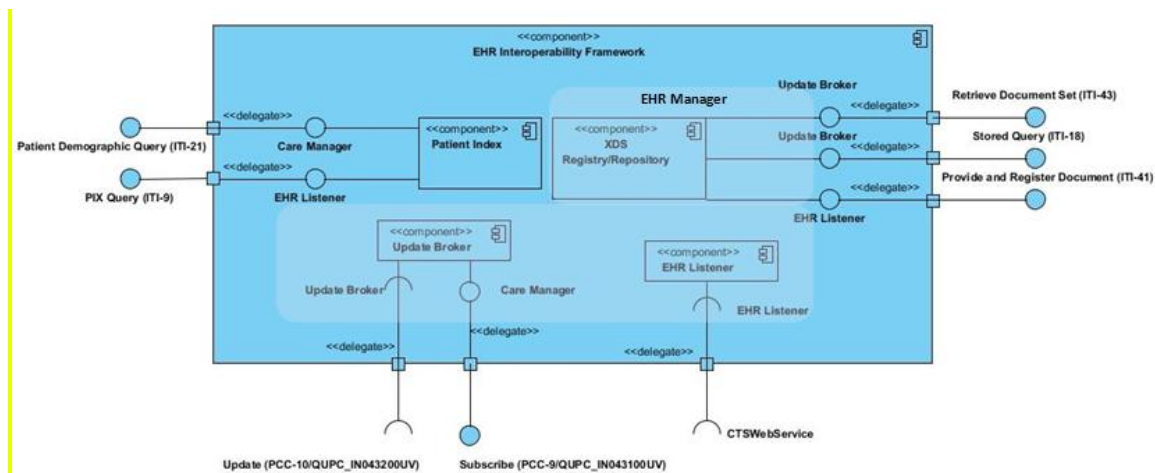 <<component>>
EHR Interoperability Framework
Update Broker
EHR Manager
<<delegate>>
Retrieve Document Set (ITI-43)
<<delegate>>
<<component>>
Patient Index
<<component>>
XDS
Registry/Repository
Update Broker
<<delegate>>
Stored Query (ITI-18)
Patient Demographic Query (ITI-21)
Care Manager
<<delegate>>
Provide and Register Document (ITI-41)
<<delegate>>
PIX Query (ITI-9)
EHR Listener
EHR Listener
<<component>>
Update Broker
<<component>>
EHR Listener
Update Broker
Care Manager
EHR Listener
<<delegate>>
<<delegate>>
<<delegate>>
CTSWebService
Update (PCC-10/QUPC_IN043200UV)
Subscribe (PCC-9/QUPC_IN043100UV)